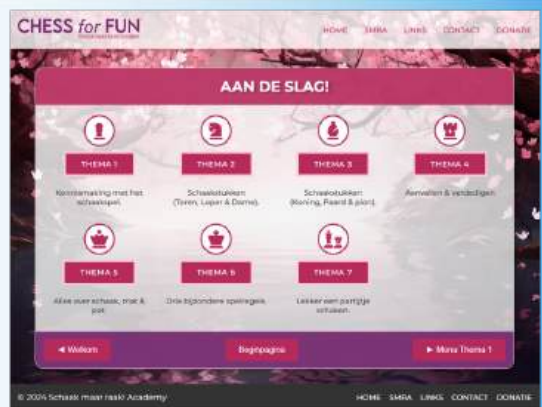 CHESS for FUN
HOME SMRA LINKS CONTACT DONATIE
AAN DE SLAG!
THEMA 1
Kennismaking met het
schaakspel.
THEMA 2
Schaakstukken
(Toren, Loper & Dame).
THEMA 3
Schaakstukken
(Koning, Paard & pion).
THEMA 4
Aanvallen & verdedigen.
THEMA 5
Alles over schaak, mat &
pat.
THEMA 6
Drie bijzondere spelregels.
THEMA 7
Lekker een partijtje
schaken.
◀ Welkom
Beginpagina
▶ Menu Thema 1
© 2024 Schaak maar raak! Academy
HOME SMRA LINKS CONTACT DONATIE